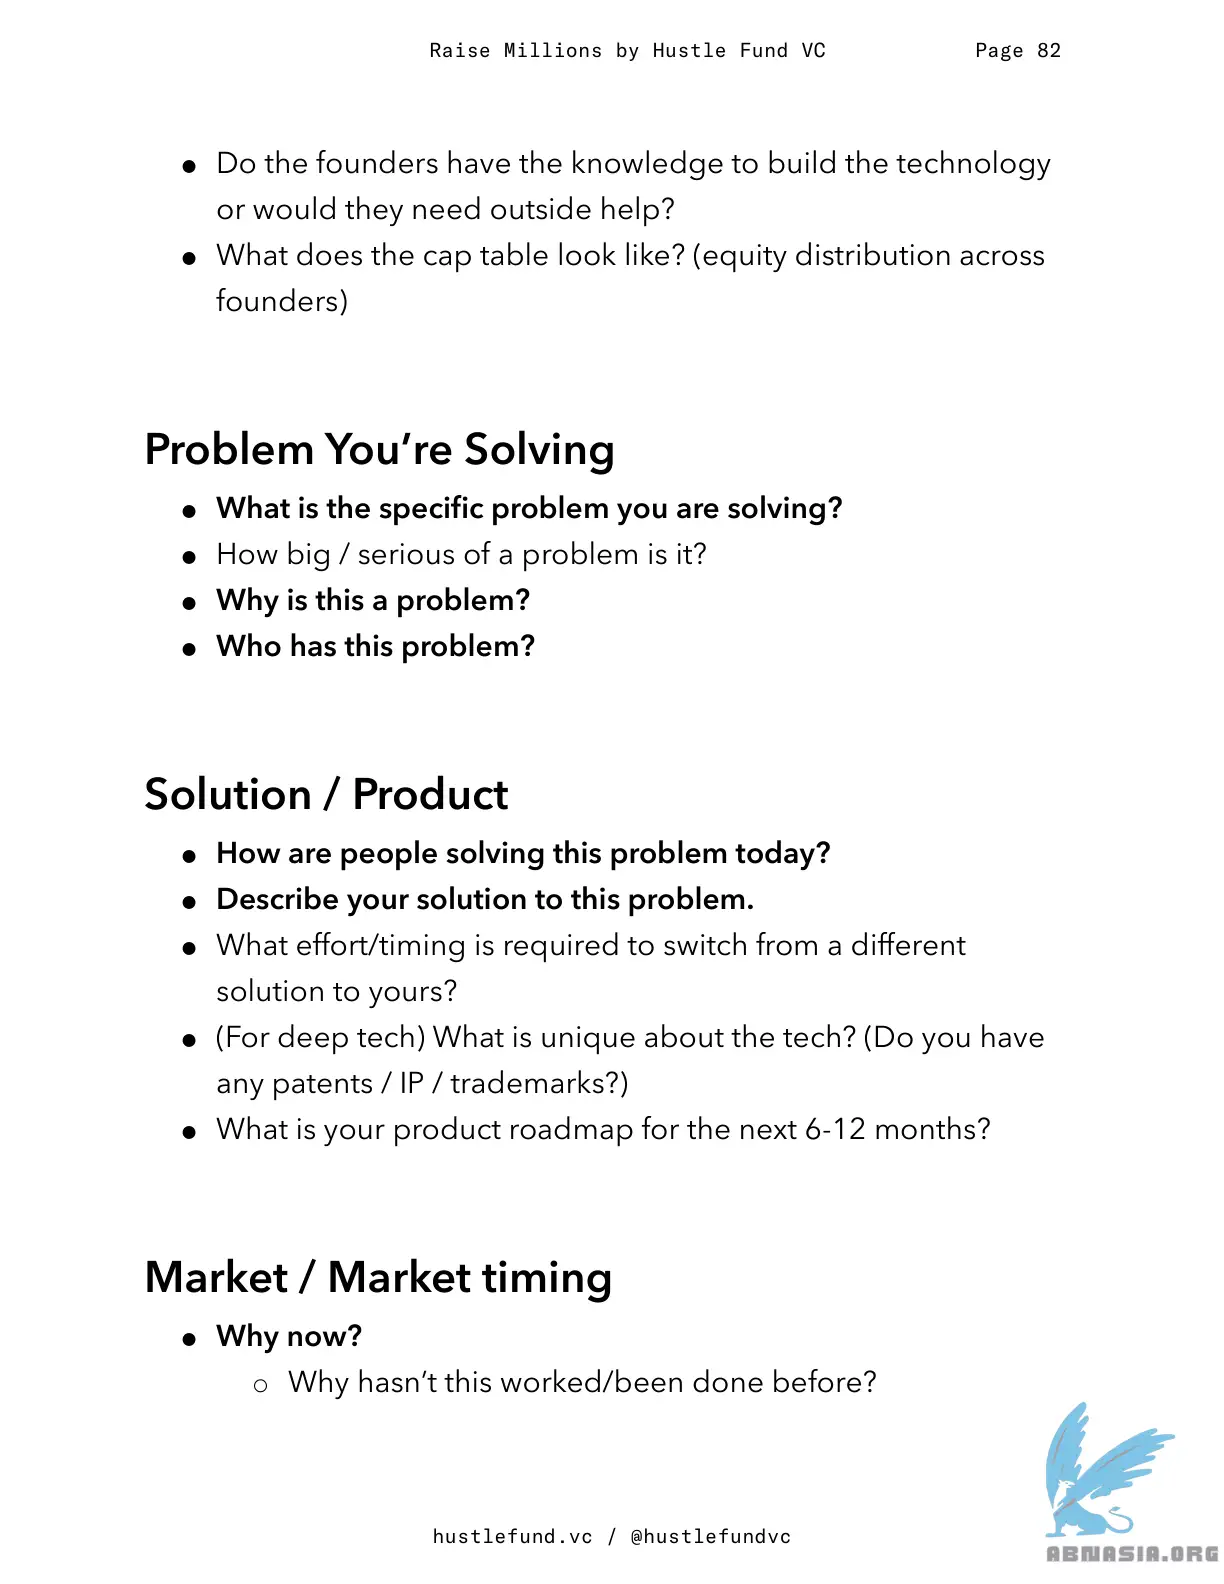 Raise Millions by Hustle Fund VC Page 82
● Do the founders have the knowledge to build the technology
or would they need outside help?
● What does the cap table look like? (equity distribution across
founders)
Problem You’re Solving
● What is the specific problem you are solving?
● How big / serious of a problem is it?
● Why is this a problem?
● Who has this problem?
Solution / Product
● How are people solving this problem today?
● Describe your solution to this problem.
● What effort/timing is required to switch from a different
solution to yours?
● (For deep tech) What is unique about the tech? (Do you have
any patents / IP / trademarks?)
● What is your product roadmap for the next 6-12 months?
Market / Market timing
● Why now?
○ Why hasn’t this worked/been done before?
hustlefund.vc / @hustlefundvc
ABNASIA.ORG